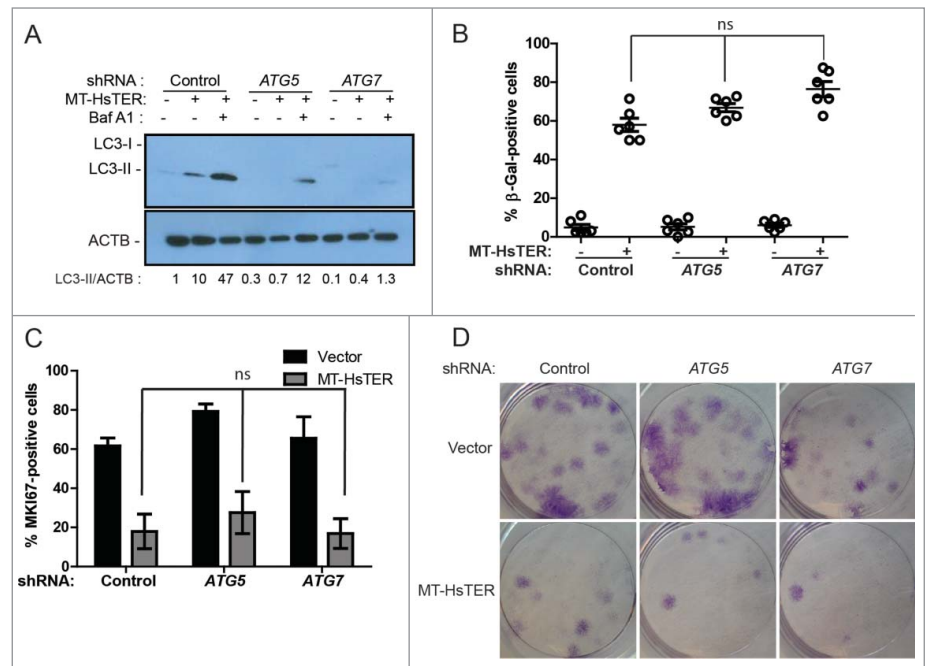 A
shRNA : Control ATG5 ATG7
MT-HsTER: - + + - + + - + +
Baf A1 : + + +
LC3-I -
LC3-II -
ACTB -
LC3-II/ACTB : 1 10 47 0.3 0.7 12 0.1 0.4 1.3
B
ns
% β-Gal-positive cells
100
80
60
40
20
0
MT-HsTER: - + - + - +
shRNA: Control ATG5 ATG7
C
Vector
MT-HsTER
ns
% MKI67-positive cells
100
80
60
40
20
0
shRNA: Control ATG5 ATG7
D
shRNA: Control ATG5 ATG7
Vector
MT-HsTER